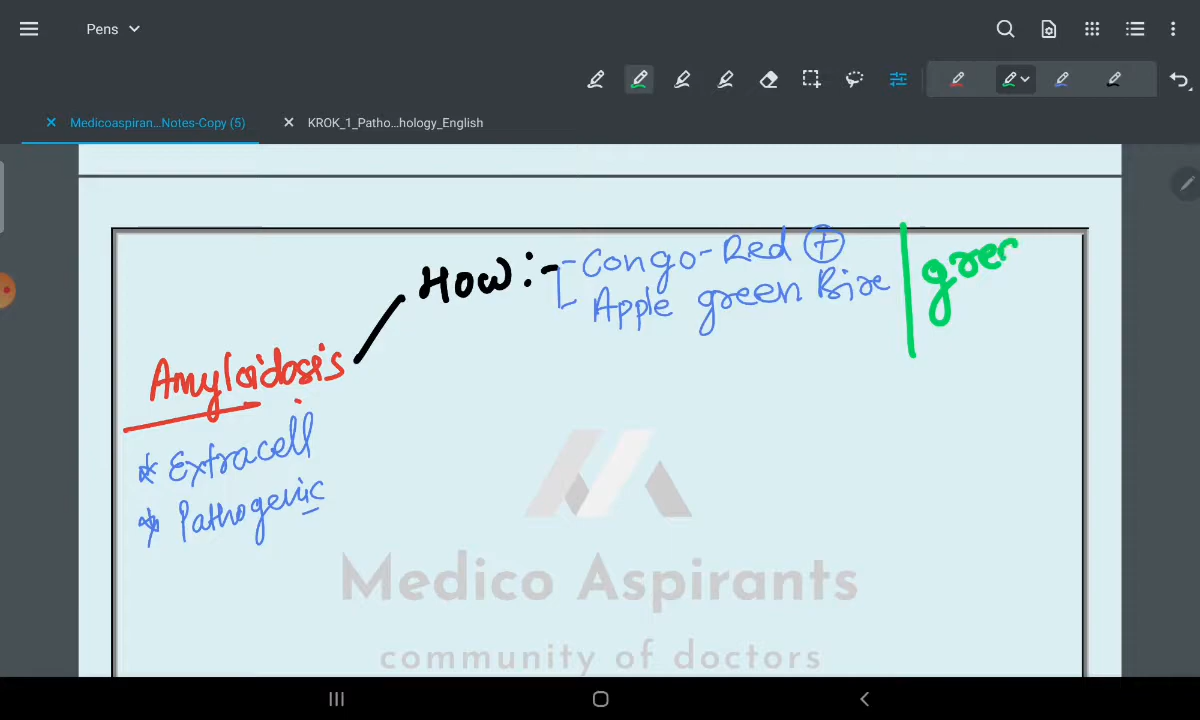 Pens
Medicoaspiran...Notes-Copy (5)
KROK_1_Patho...hology_English
How:-
-Congo-Red +
Apple green Bire
green
Amyloidosis
* Extracell
* Pathogenic
Medico Aspirants
community of doctors